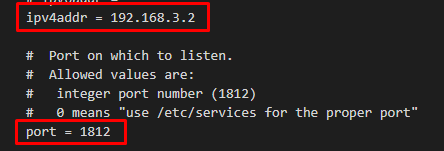 ipv4addr = 192.168.3.2
#  Port on which to listen.
#  Allowed values are:
#   integer port number (1812)
#   0 means "use /etc/services for the proper port"
port = 1812